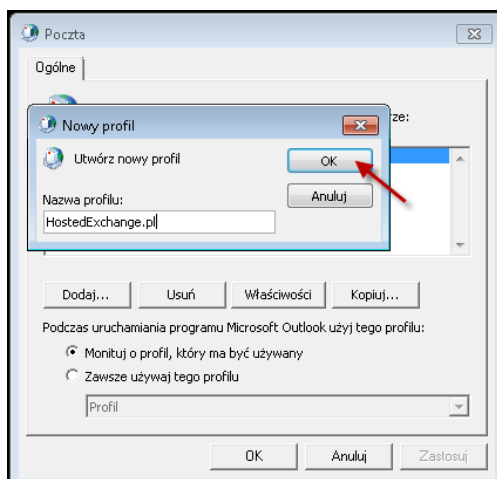 Poczta
Ogólne
Nowy profil
rze:
Utwórz nowy profil
OK
Nazwa profilu:
Anuluj
HostedExchange.pl
Dodaj...
Usuń
Właściwości
Kopiuj...
Podczas uruchamiania programu Microsoft Outlook użyj tego profilu:
Monituj o profil, który ma być używany
Zawsze używaj tego profilu
Profil
OK
Anuluj
Zastosuj